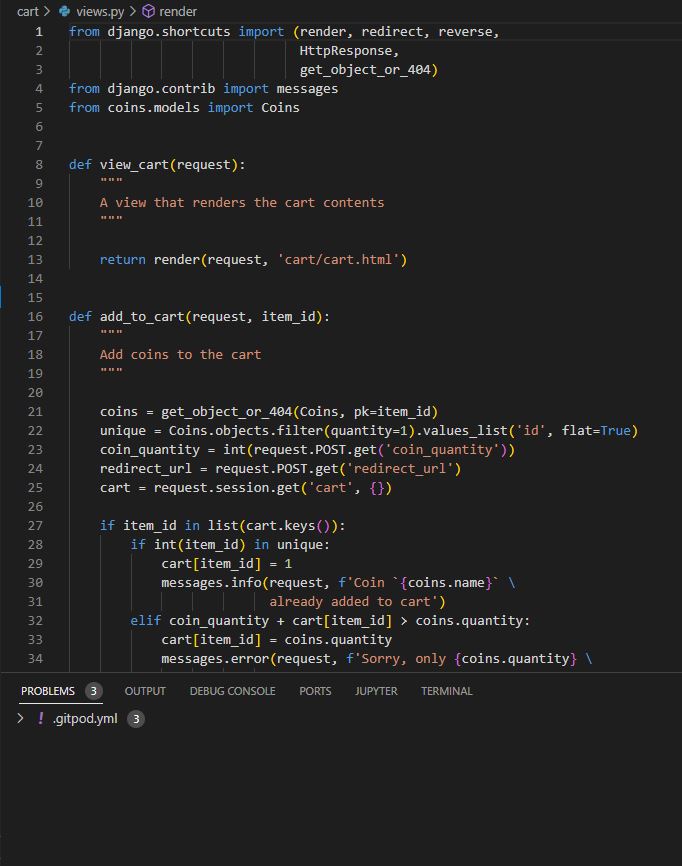 cart > views.py > render
1 from django.shortcuts import (render, redirect, reverse,
2 HttpResponse,
3 get_object_or_404)
4 from django.contrib import messages
5 from coins.models import Coins
6
7
8 def view_cart(request):
9 """
10 A view that renders the cart contents
11 """
12
13 return render(request, 'cart/cart.html')
14
15
16 def add_to_cart(request, item_id):
17 """
18 Add coins to the cart
19 """
20
21 coins = get_object_or_404(Coins, pk=item_id)
22 unique = Coins.objects.filter(quantity=1).values_list('id', flat=True)
23 coin_quantity = int(request.POST.get('coin_quantity'))
24 redirect_url = request.POST.get('redirect_url')
25 cart = request.session.get('cart', {})
26
27 if item_id in list(cart.keys()):
28 if int(item_id) in unique:
29 cart[item_id] = 1
30 messages.info(request, f'Coin `{coins.name}` \
31 already added to cart')
32 elif coin_quantity + cart[item_id] > coins.quantity:
33 cart[item_id] = coins.quantity
34 messages.error(request, f'Sorry, only {coins.quantity} \
PROBLEMS 3 OUTPUT DEBUG CONSOLE PORTS JUPYTER TERMINAL
> ! .gitpod.yml 3